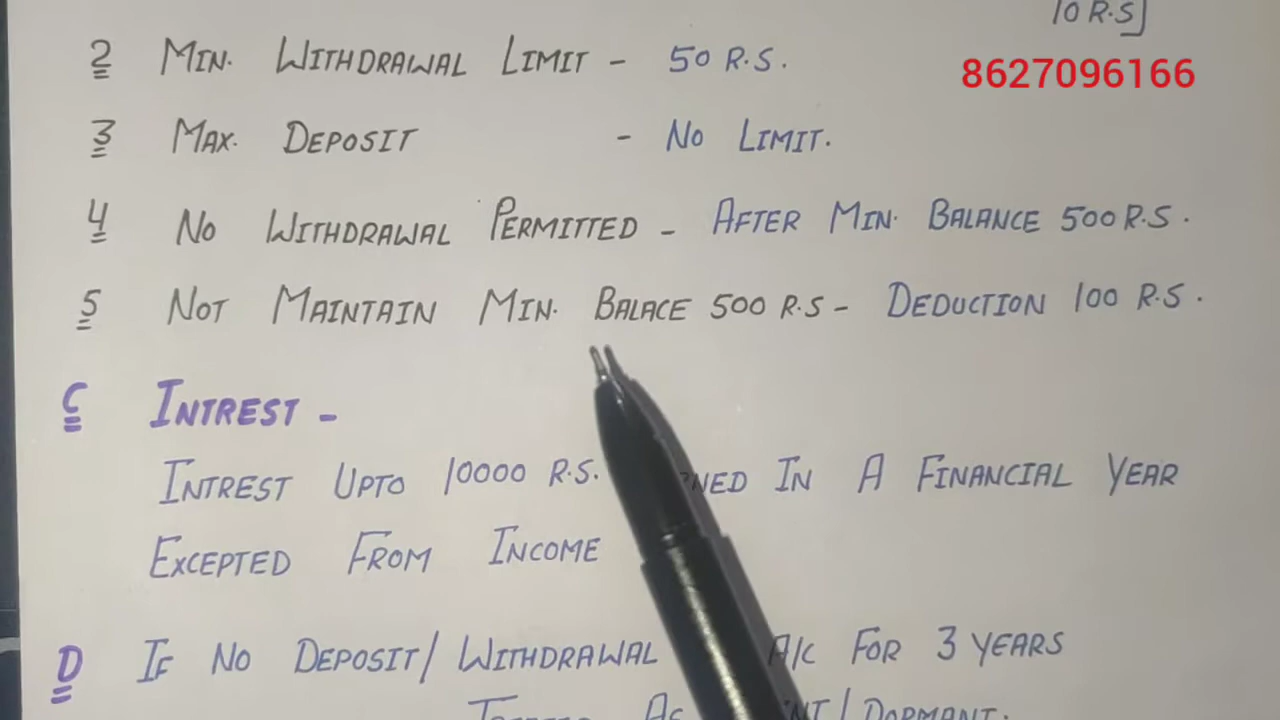 10 R.S]
2 MIN. WITHDRAWAL LIMIT - 50 R.S.
8627096166
3 MAX. DEPOSIT - NO LIMIT.
4 NO WITHDRAWAL PERMITTED - AFTER MIN. BALANCE 500 R.S.
5 NOT MAINTAIN MIN. BALACE 500 R.S - DEDUCTION 100 R.S.
C INTREST -
INTREST UPTO 10000 R.S. IN A FINANCIAL YEAR
EXCEPTED FROM INCOME
D IF NO DEPOSIT/ WITHDRAWAL A/C FOR 3 YEARS
AS DORMANT.